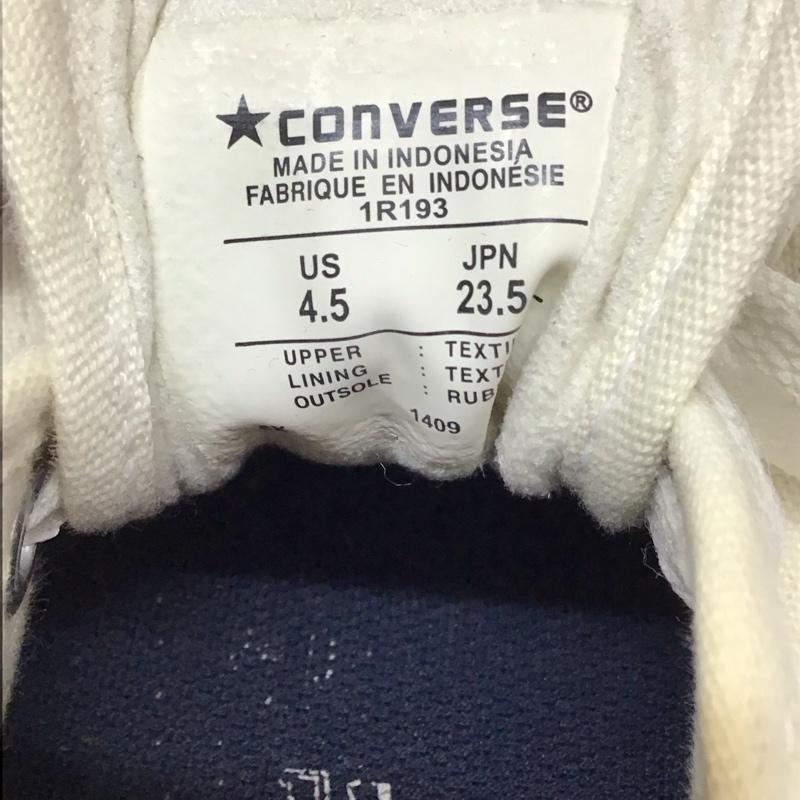 ★CONVERSE®
MADE IN INDONESIA
FABRIQUE EN INDONÉSIE
1R193
US JPN
4.5 23.5
UPPER :
LINING :
OUTSOLE :
1409